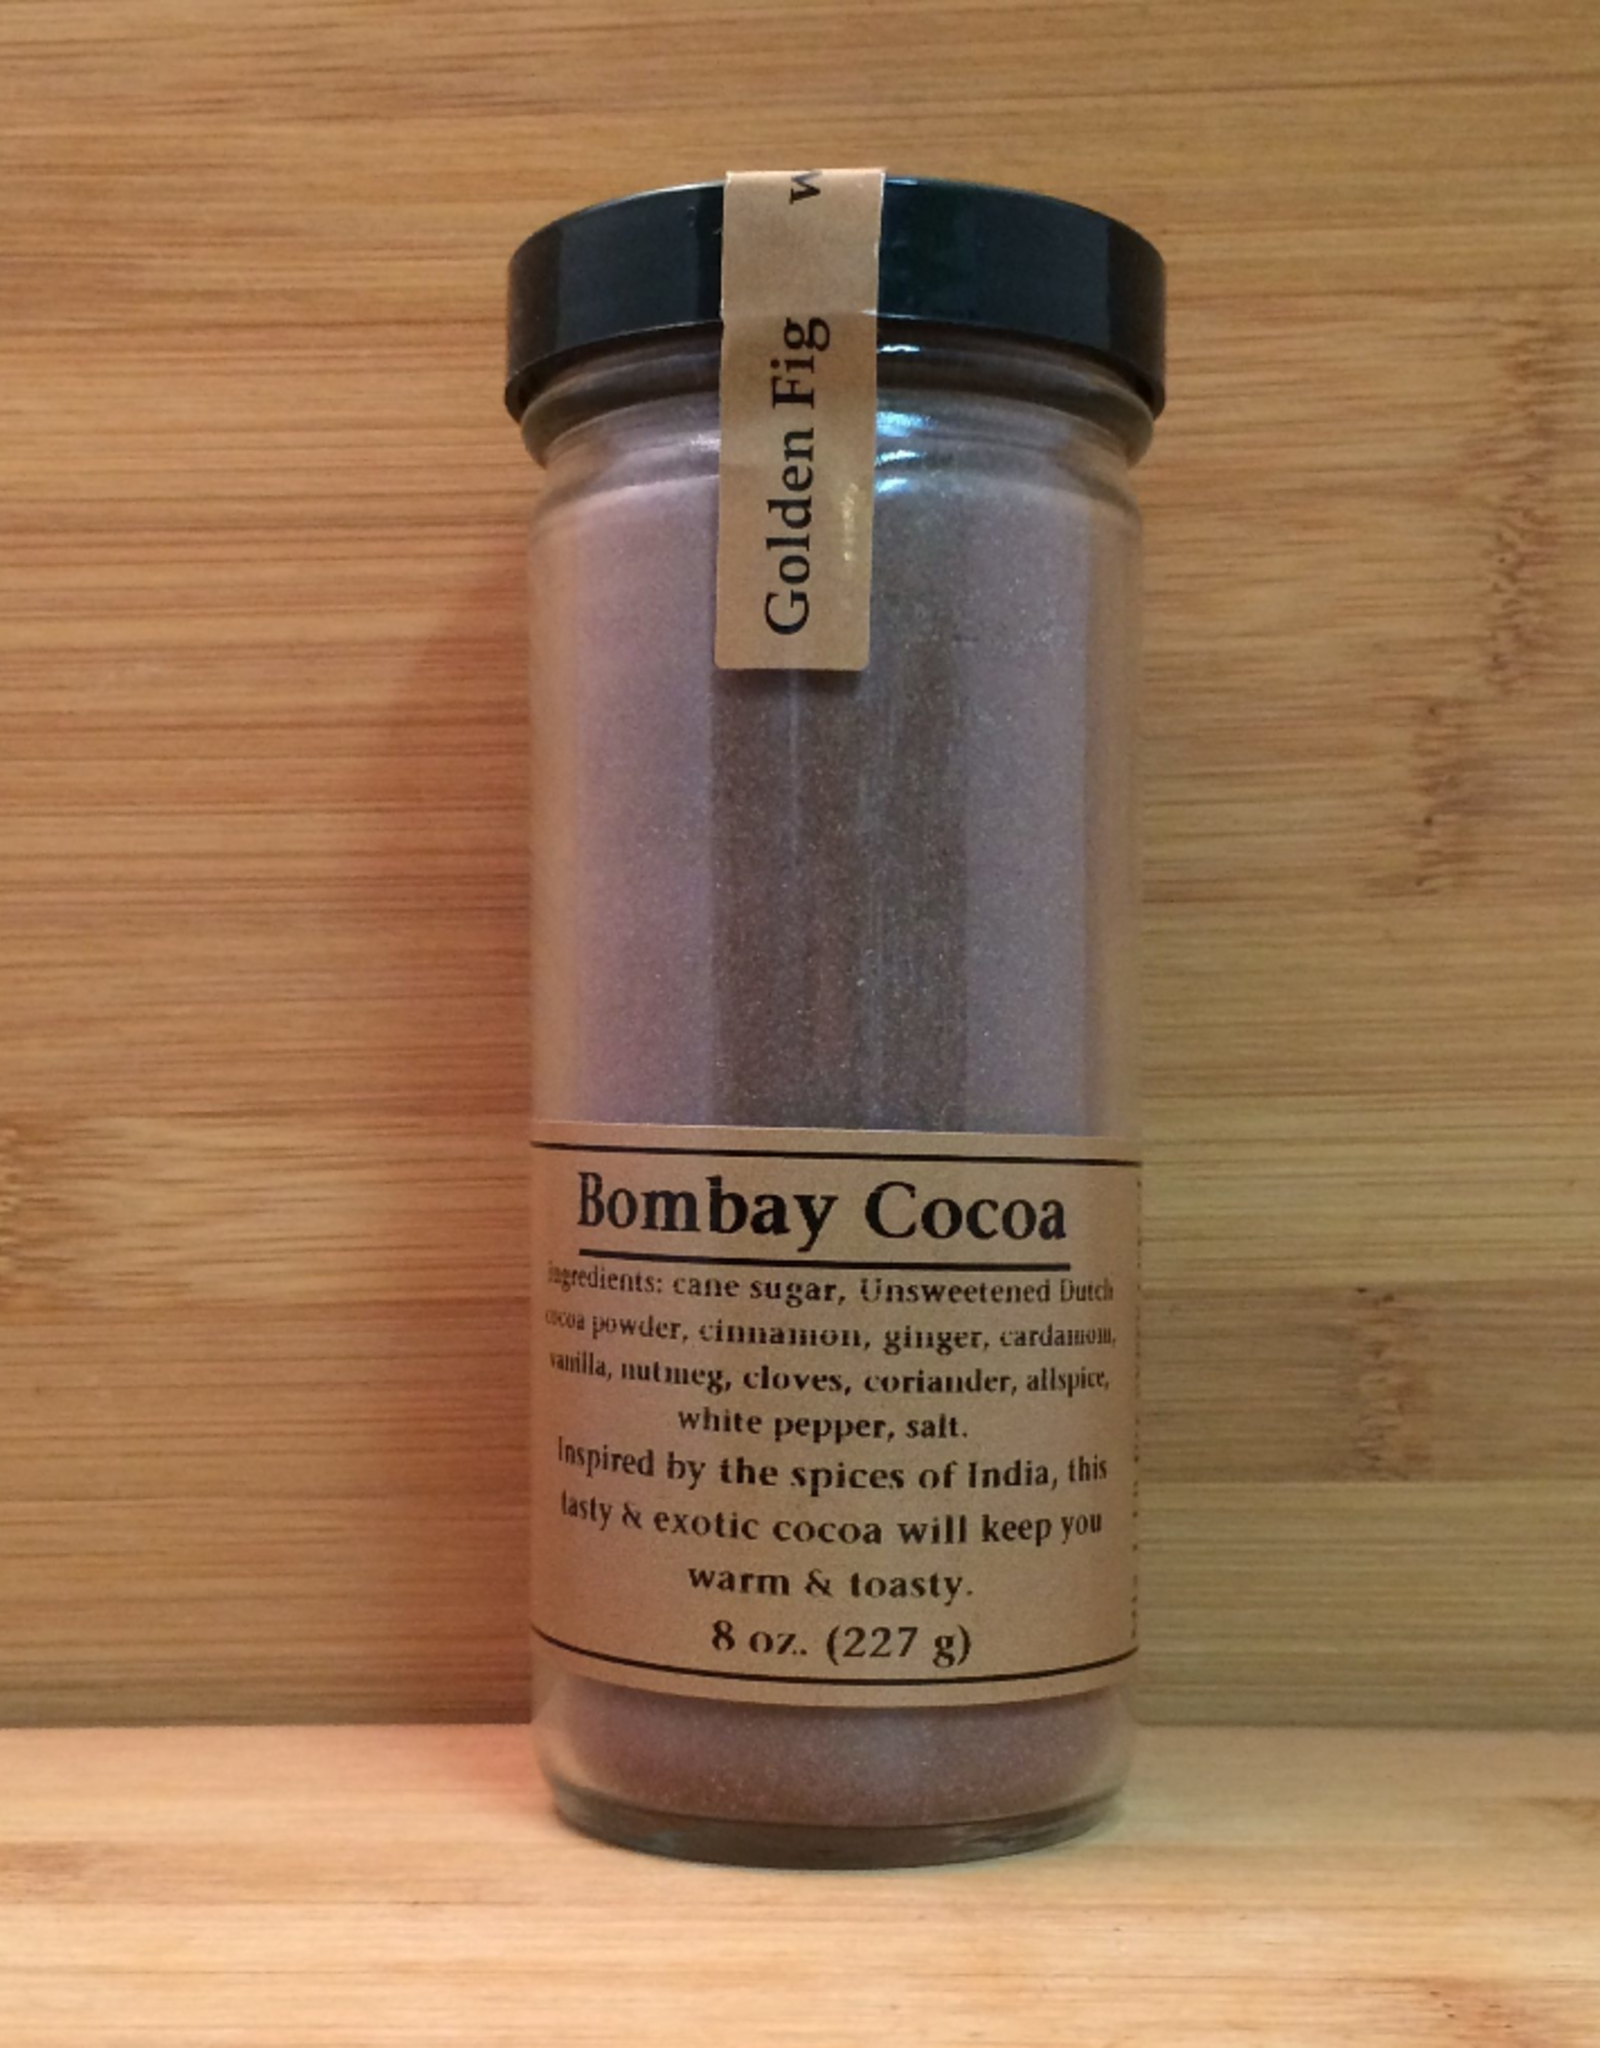 Golden Fig w
Bombay Cocoa
ingredients: cane sugar, Unsweetened Dutch
cocoa powder, cinnamon, ginger, cardamom,
vanilla, nutmeg, cloves, coriander, allspice,
white pepper, salt.
Inspired by the spices of India, this
tasty & exotic cocoa will keep you
warm & toasty.
8 oz. (227 g)